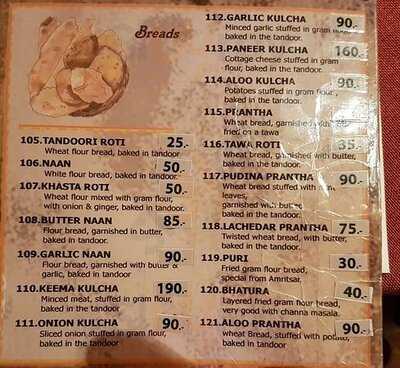 Breads
105.TANDOORI ROTI 25.-
Wheat flour bread, baked in tandoor
106.NAAN 50.-
White flour bread, baked in tandoor
107.KHASTA ROTI 50.-
Wheat flour mixed with gram flour,
with onion & ginger, baked in tandoor
108.BUTTER NAAN 85.-
Flour bread, garnished in butter,
baked in tandoor.
109.GARLIC NAAN 90.-
Flour bread, garnished with butter &
garlic, baked in tandoor
110.KEEMA KULCHA 190.-
Minced meat, stuffed in gram flour,
baked in the tandoor
111.ONION KULCHA 90.-
Sliced onion stuffed in gram flour,
baked in the tandoor
112.GARLIC KULCHA 90.-
Minced garlic stuffed in gram flour
baked in the tandoor.
113.PANEER KULCHA 160.-
Cottage cheese stuffed in gram
flour, baked in the tandoor.
114.ALOO KULCHA 90.-
Potatoes stuffed in gram flour,
baked in the tandoor.
115.PRANTHA
Wheat bread, garnished with
fried on a tawa
116.TAWA ROTI 35.-
Wheat bread, garnished with butter,
baked in the tandoor.
117.PUDINA PRANTHA 90.-
Wheat bread stuffed with
leaves,
garnished with butter,
baked in the tandoor
118.LACHEDAR PRANTHA 75.-
Twisted wheat bread, with butter,
baked in the tandoor.
119.PURI 30.-
Fried gram flour bread,
special from Amritsar.
120.BHATURA 40.-
Layered fried gram flour bread,
very good with channa masala.
121.ALOO PRANTHA 90.-
wheat Bread, stuffed with potato,
baked in tandoor